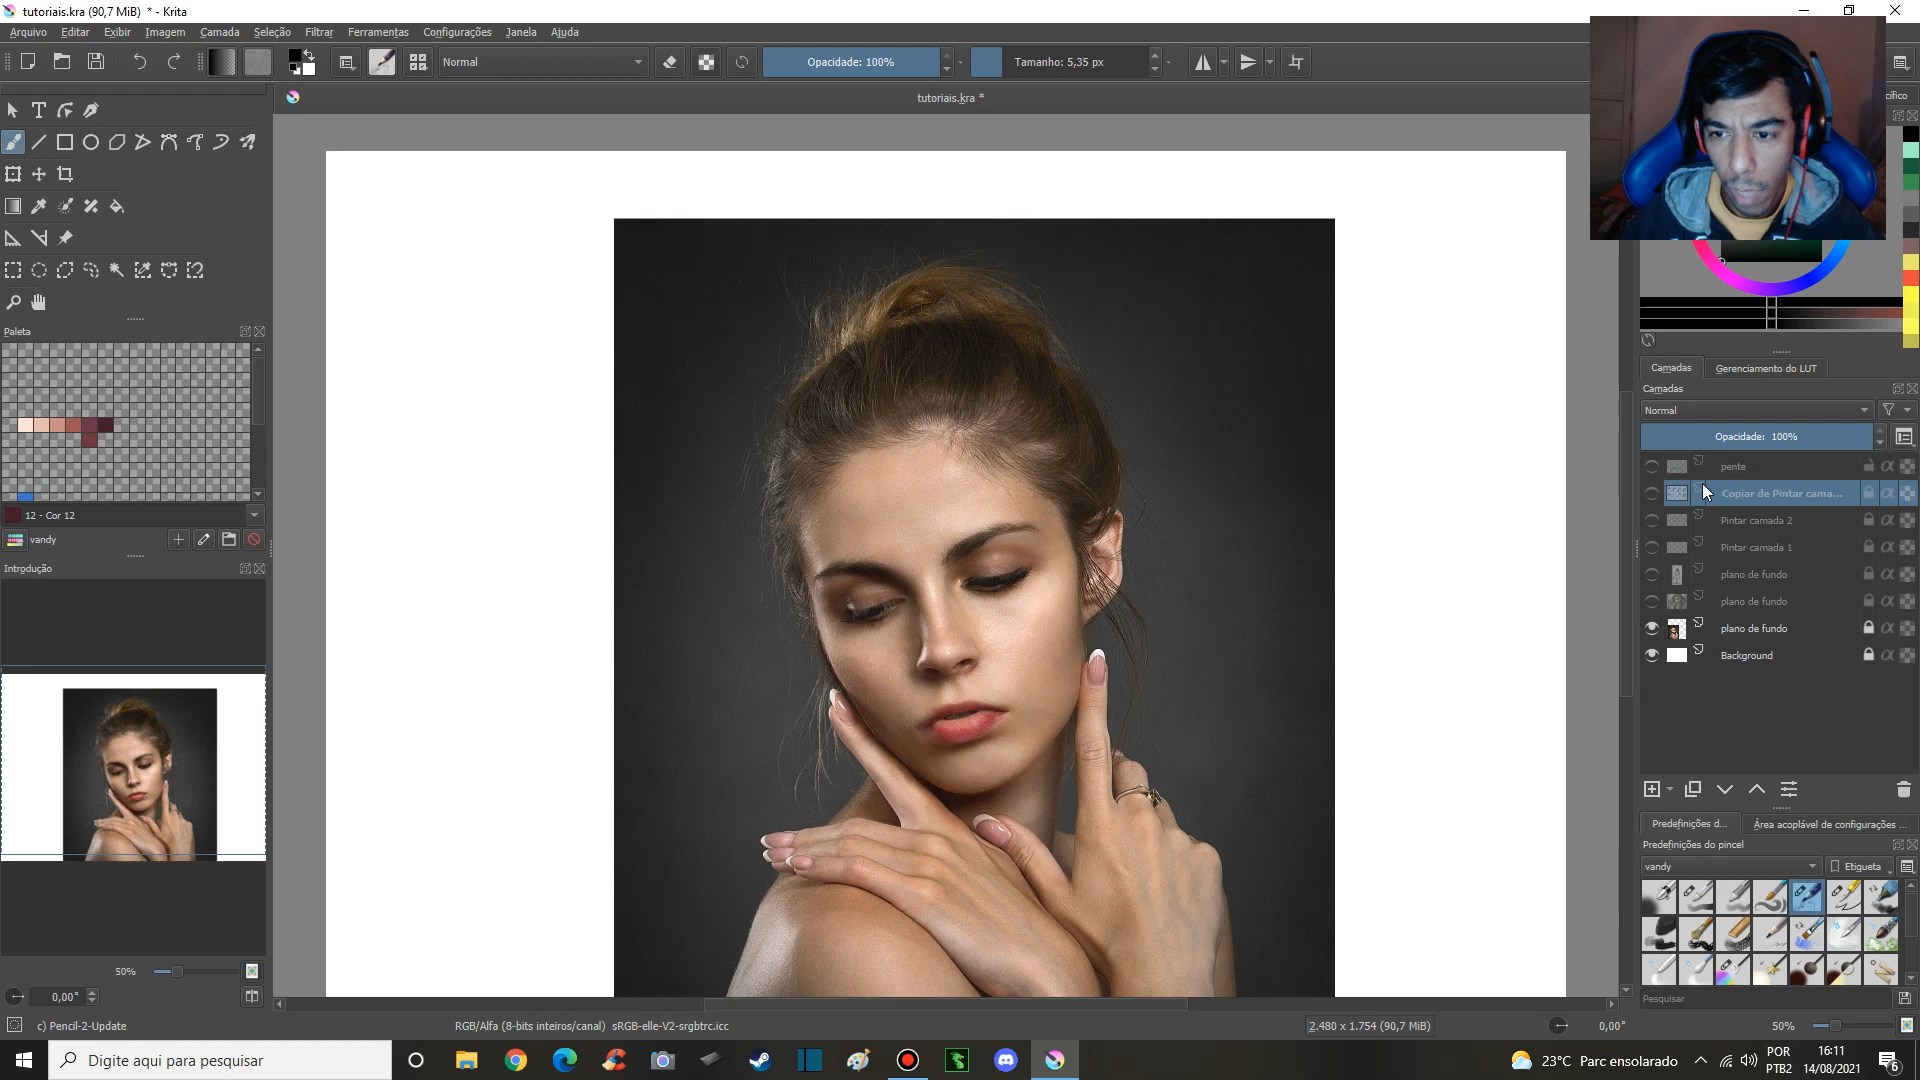 tutoriais.kra (90,7 MiB) * - Krita
Arquivo Editar Exibir Imagem Camada Seleção Filtrar Ferramentas Configurações Janela Ajuda
Normal
Opacidade: 100%
Tamanho: 5,35 px
tutoriais.kra *
Paleta
12 - Cor 12
vandy
Introdução
50%
0,00°
c) Pencil-2-Update
RGB/Alfa (8-bits inteiros/canal) sRGB-elle-V2-srgbtrc.icc
2.480 x 1.754 (90,7 MiB)
0,00°
50%
Camadas Gerenciamento do LUT
Camadas
Normal
Opacidade: 100%
pente
Copiar de Pintar cama...
Pintar camada 2
Pintar camada 1
plano de fundo
plano de fundo
plano de fundo
Background
Predefinições d... Área acoplável de configurações ...
Predefinições do pincel
vandy
Etiqueta
Pesquisar
Digite aqui para pesquisar
23°C Parc ensolarado
POR
PTB2
16:11
14/08/2021
6